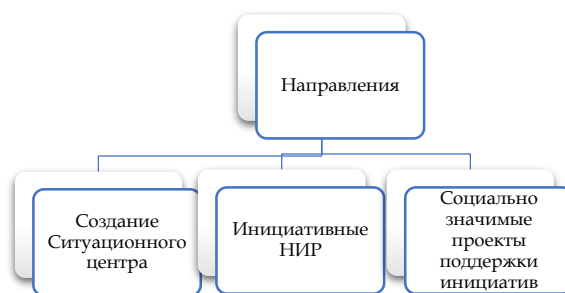 Направления
Создание
Ситуационного
центра
Инициативные
НИР
Социально
значимые
проекты
поддержки
инициатив